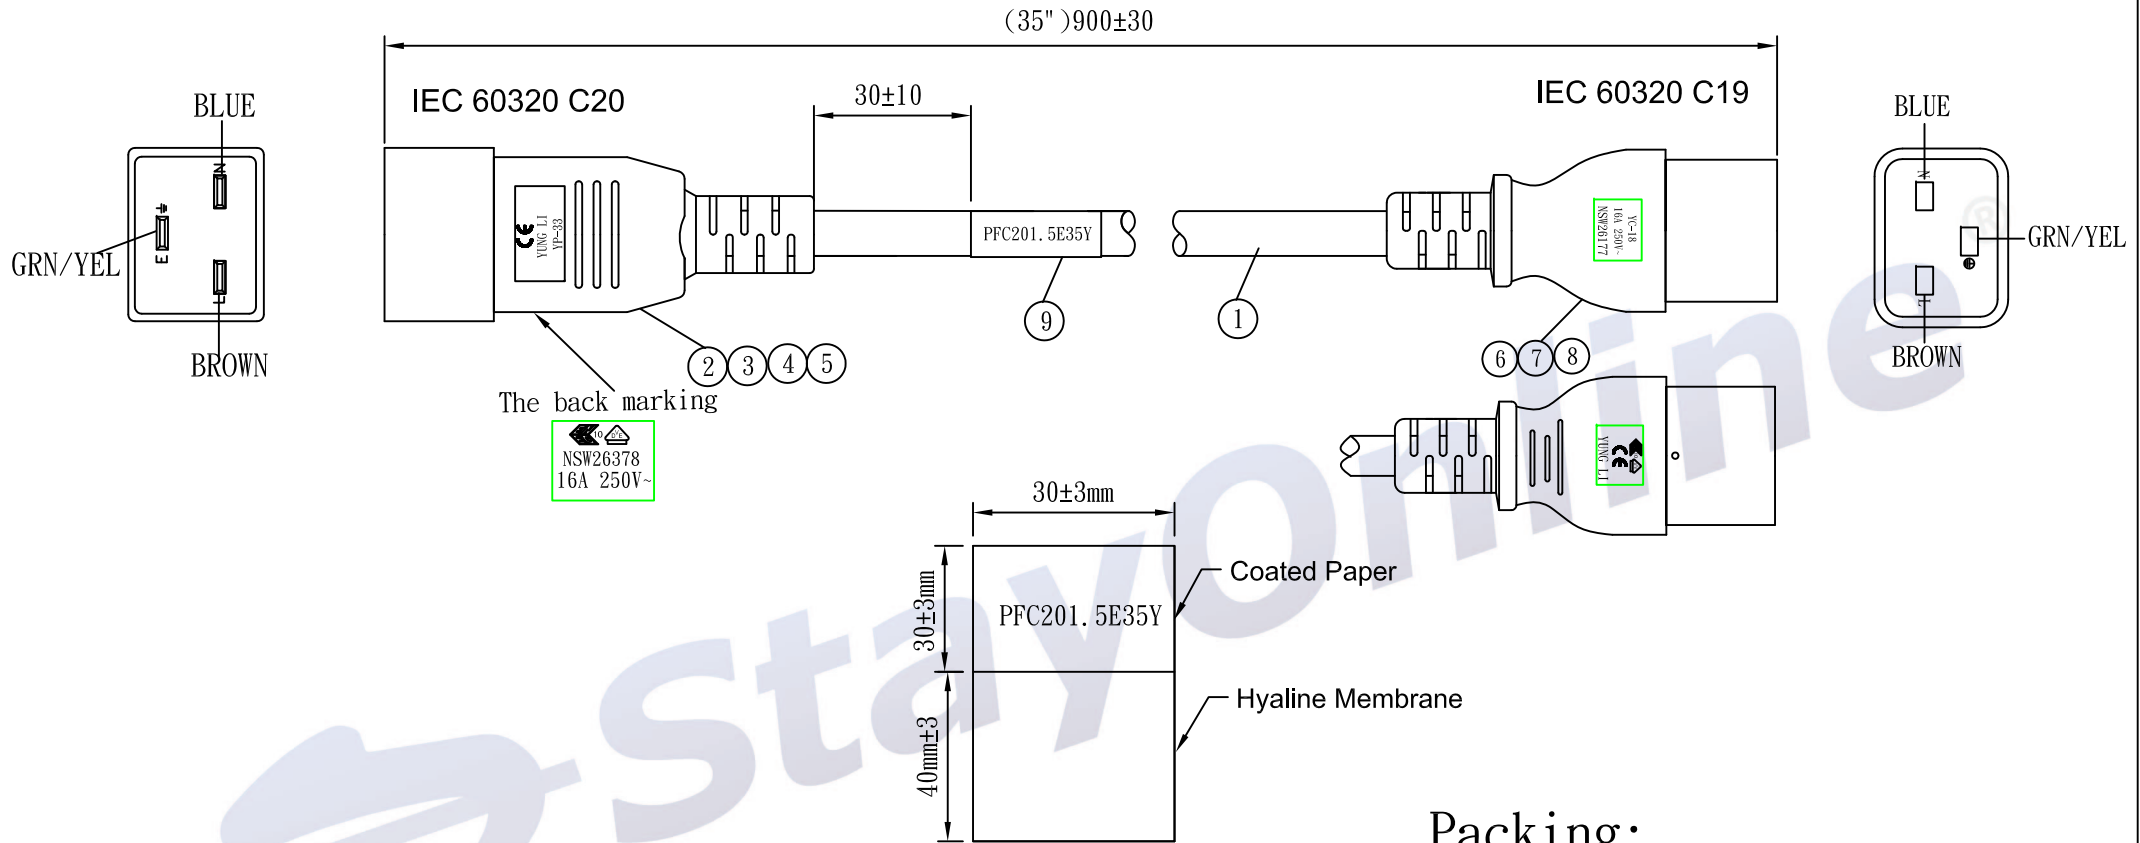 (35")900±30
IEC 60320 C20
30±10
IEC 60320 C19
BLUE
N
E
L
GRN/YEL
BROWN
CE
YUNG LI
YP-33
PFC201.5E35Y
YC-18
16A 250V~
NSW26177
BLUE
N
GRN/YEL
L
BROWN
2
3
4
5
9
1
6
7
8
The back marking
10
NSW26378
16A 250V~
CE
YUNG LI
30±3mm
30±3mm
PFC201.5E35Y
Coated Paper
40mm±3
Hyaline Membrane
StayOnline®
Packing: